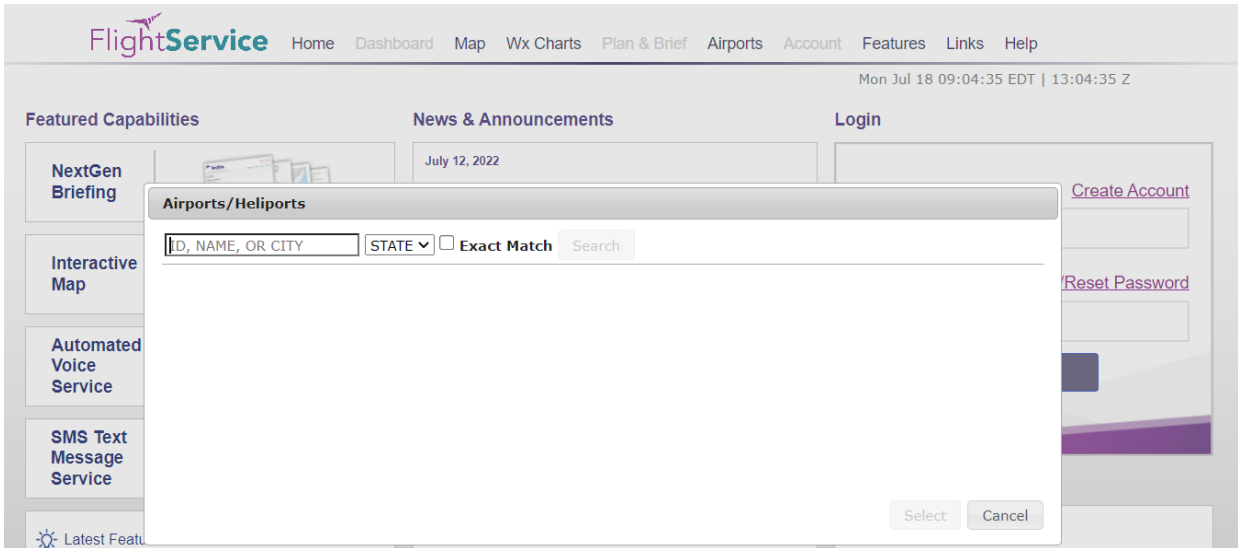 FlightService
Home Dashboard Map Wx Charts Plan & Brief Airports Account Features Links Help
Mon Jul 18 09:04:35 EDT | 13:04:35 Z
Featured Capabilities
News & Announcements
Login
NextGen
Briefing
July 12, 2022
Create Account
Airports/Heliports
ID, NAME, OR CITY STATE Exact Match Search
Interactive
Map
/Reset Password
Automated
Voice
Service
SMS Text
Message
Service
Select Cancel
Latest Featu